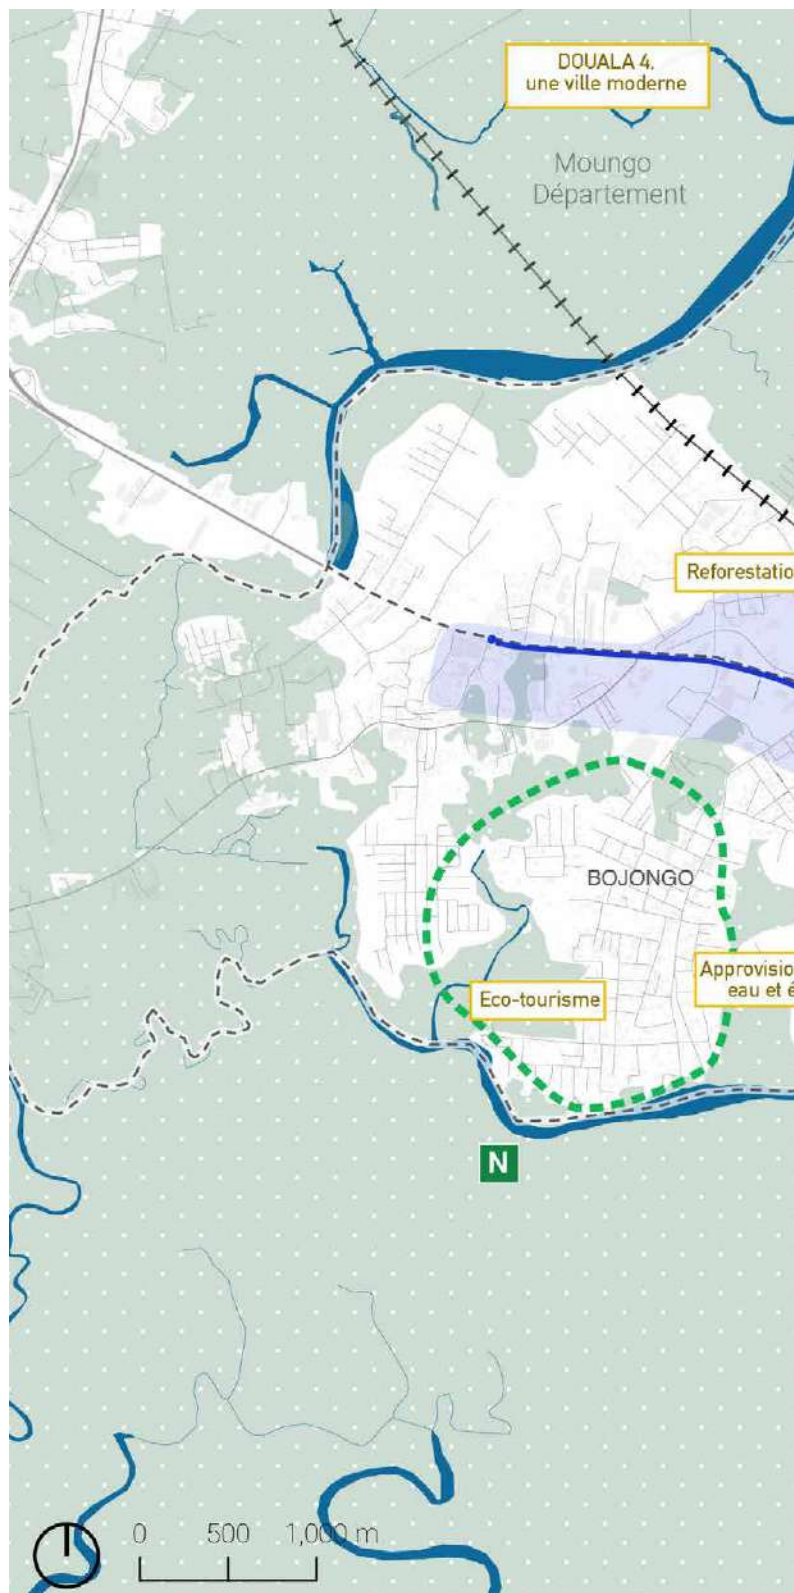 DOUALA 4,
une ville moderne
Moungo
Département
Reforestatio
BOJONGO
Approvisio
eau et é
Eco-tourisme
N
0 500 1,000 m